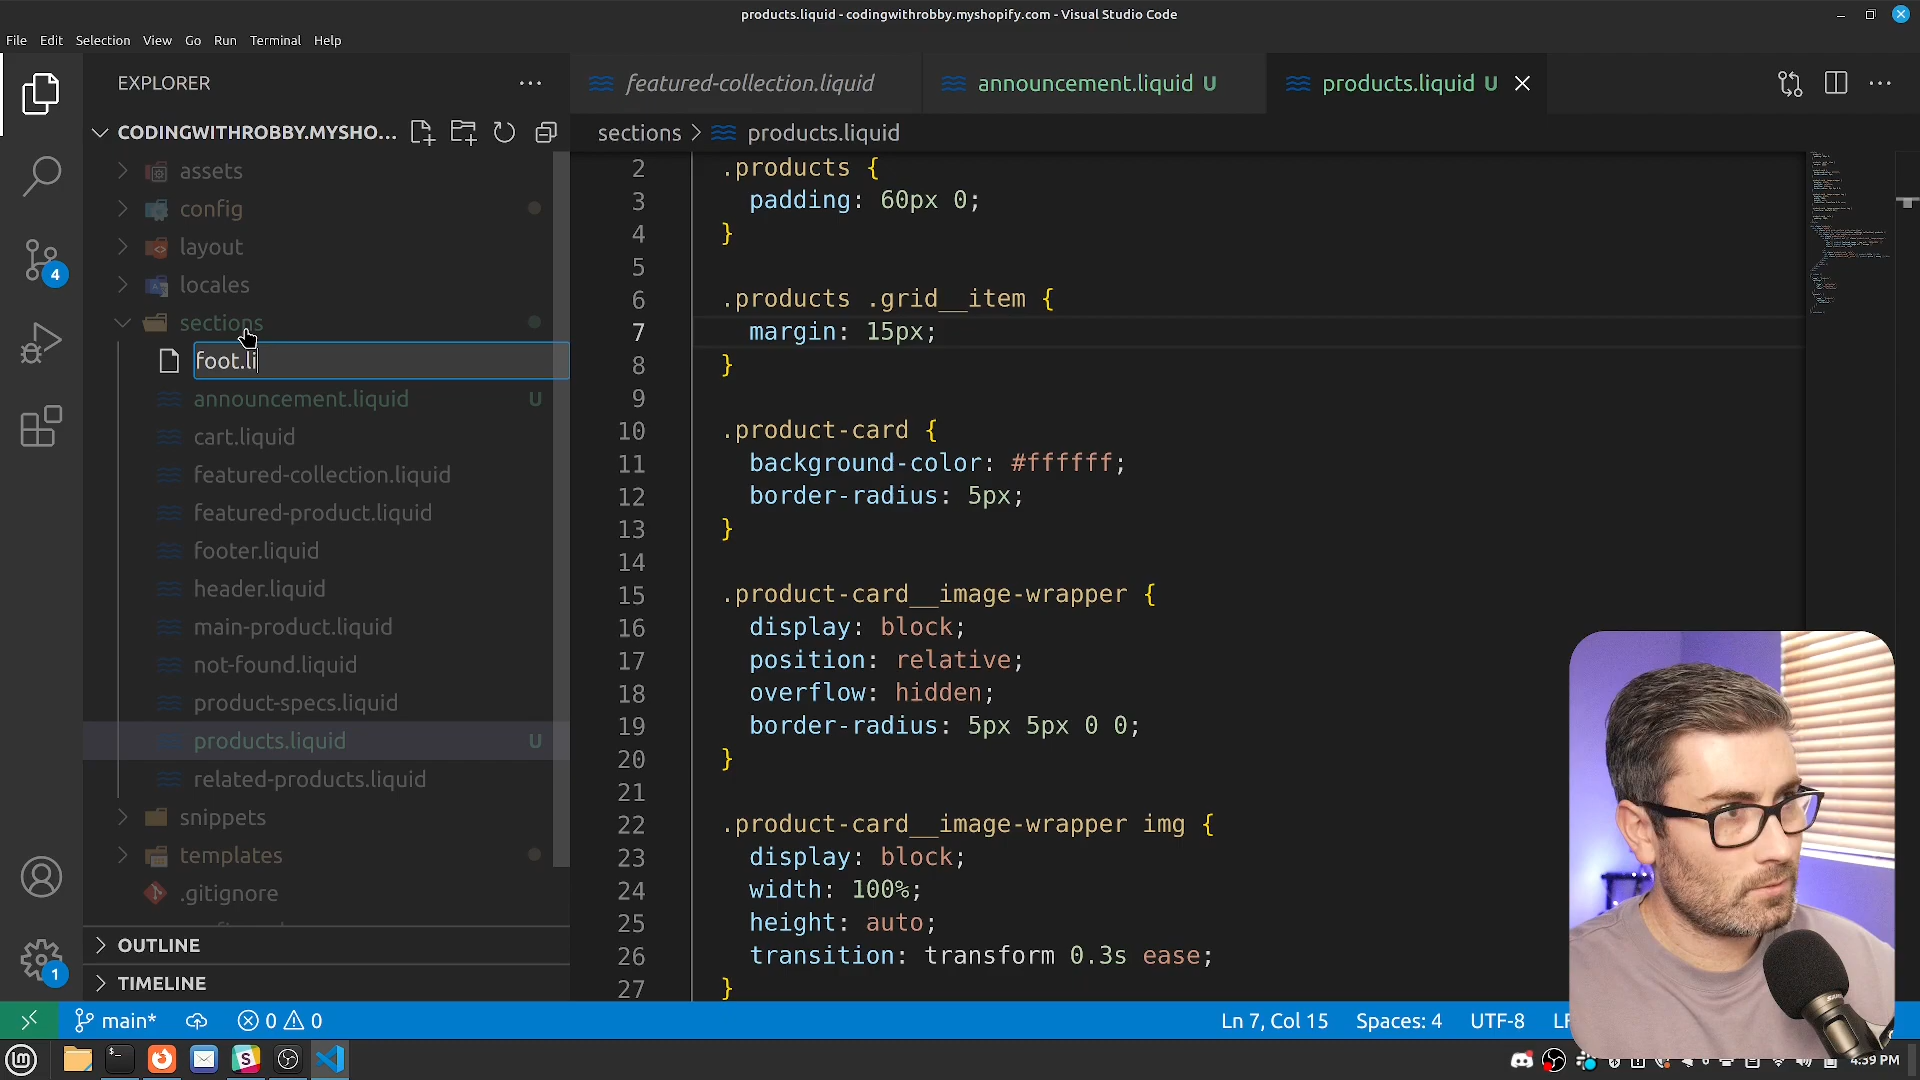 products.liquid - codingwithrobby.myshopify.com - Visual Studio Code
File Edit Selection View Go Run Terminal Help
EXPLORER
featured-collection.liquid
announcement.liquid U
products.liquid U
CODINGWITHROBBY.MYSHO...
sections > products.liquid
assets
config
layout
locales
sections
foot.li
announcement.liquid U
cart.liquid
featured-collection.liquid
featured-product.liquid
footer.liquid
header.liquid
main-product.liquid
not-found.liquid
product-specs.liquid
products.liquid U
related-products.liquid
snippets
templates
.gitignore
OUTLINE
TIMELINE
4
1
2 .products {
3 padding: 60px 0;
4 }
5
6 .products .grid__item {
7 margin: 15px;
8 }
9
10 .product-card {
11 background-color: #ffffff;
12 border-radius: 5px;
13 }
14
15 .product-card__image-wrapper {
16 display: block;
17 position: relative;
18 overflow: hidden;
19 border-radius: 5px 5px 0 0;
20 }
21
22 .product-card__image-wrapper img {
23 display: block;
24 width: 100%;
25 height: auto;
26 transition: transform 0.3s ease;
27 }
main* 0 0 Ln 7, Col 15 Spaces: 4 UTF-8
4:39 PM